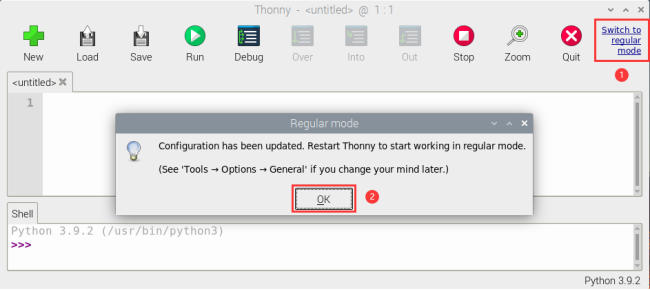 Thonny - <untitled> @ 1 : 1
New
Load
Save
Run
Debug
Over
Into
Out
Stop
Zoom
Quit
Switch to
regular
mode
1
<untitled>
1
Regular mode
Configuration has been updated. Restart Thonny to start working in regular mode.
(See 'Tools → Options → General' if you change your mind later.)
OK
2
Shell
Python 3.9.2 (/usr/bin/python3)
>>>
Python 3.9.2